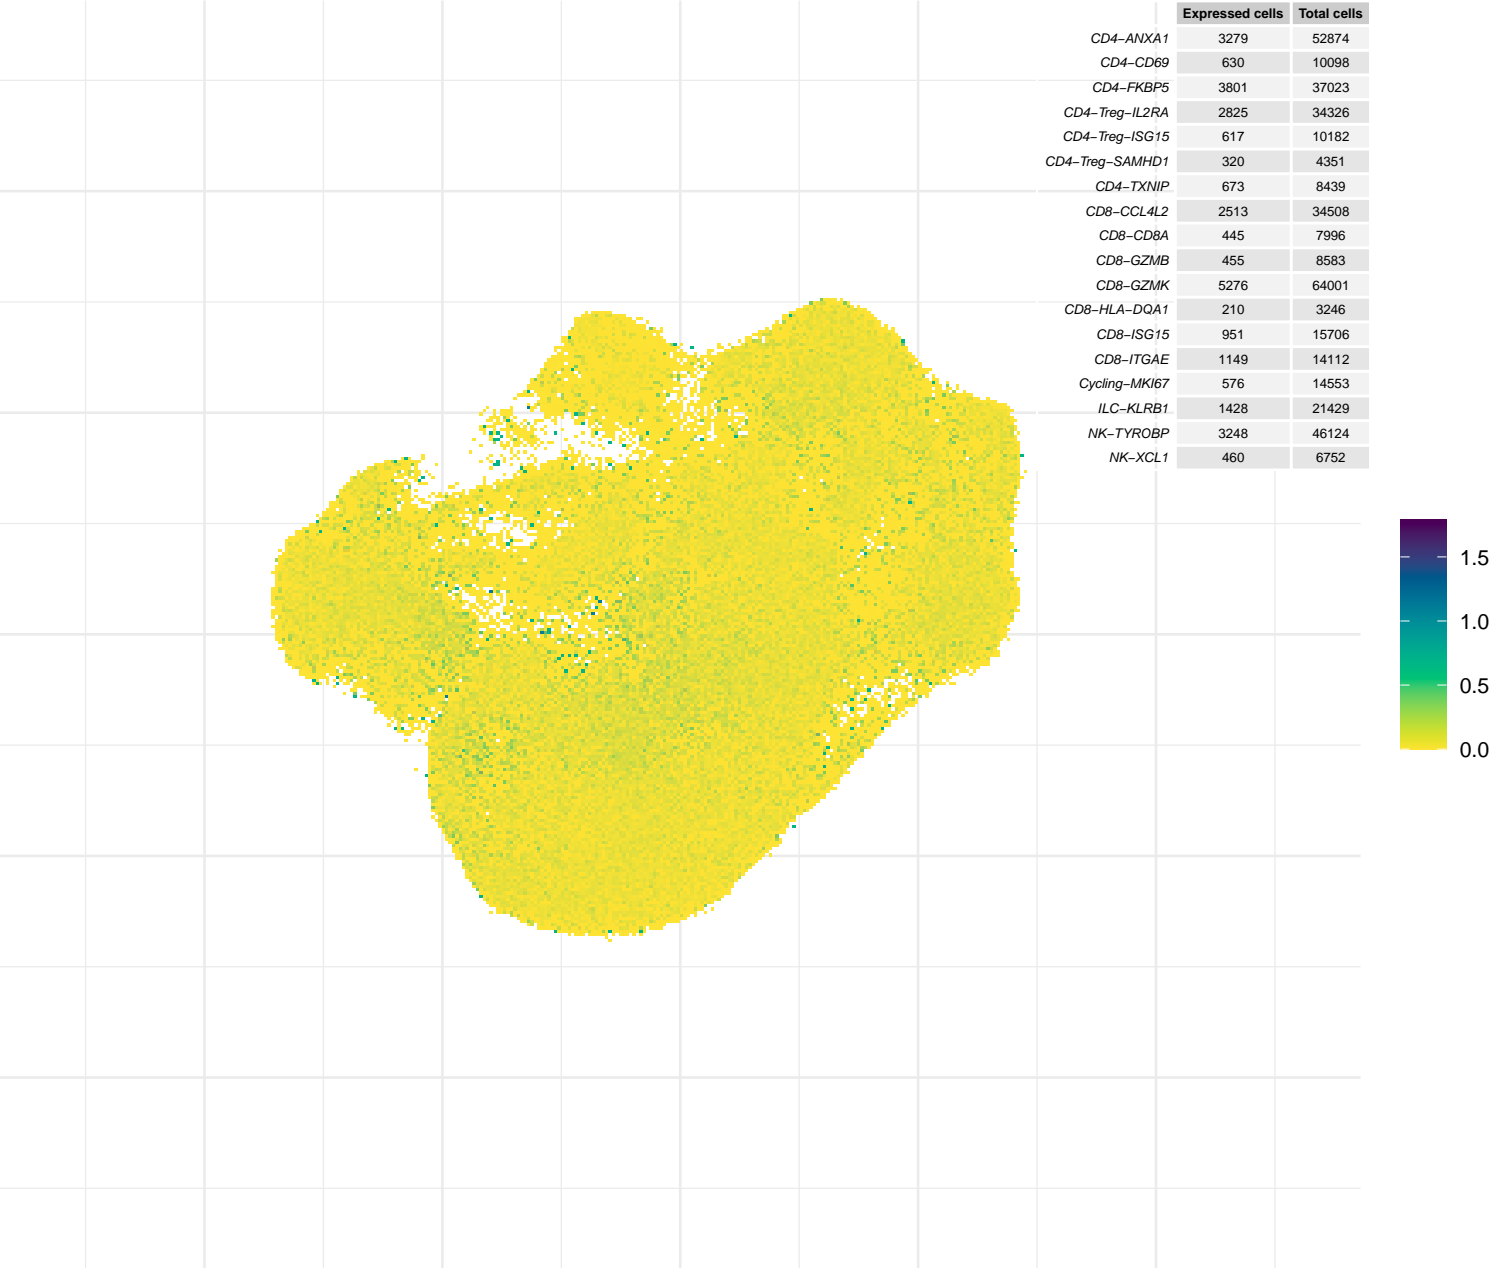 Expressed cells Total cells
CD4−ANXA1 3279 52874
CD4−CD69 630 10098
CD4−FKBP5 3801 37023
CD4−Treg−IL2RA 2825 34326
CD4−Treg−ISG15 617 10182
CD4−Treg−SAMHD1 320 4351
CD4−TXNIP 673 8439
CD8−CCL4L2 2513 34508
CD8−CD8A 445 7996
CD8−GZMB 455 8583
CD8−GZMK 5276 64001
CD8−HLA−DQA1 210 3246
CD8−ISG15 951 15706
CD8−ITGAE 1149 14112
Cycling−MKI67 576 14553
ILC−KLRB1 1428 21429
NK−TYROBP 3248 46124
NK−XCL1 460 6752
1.5
1.0
0.5
0.0